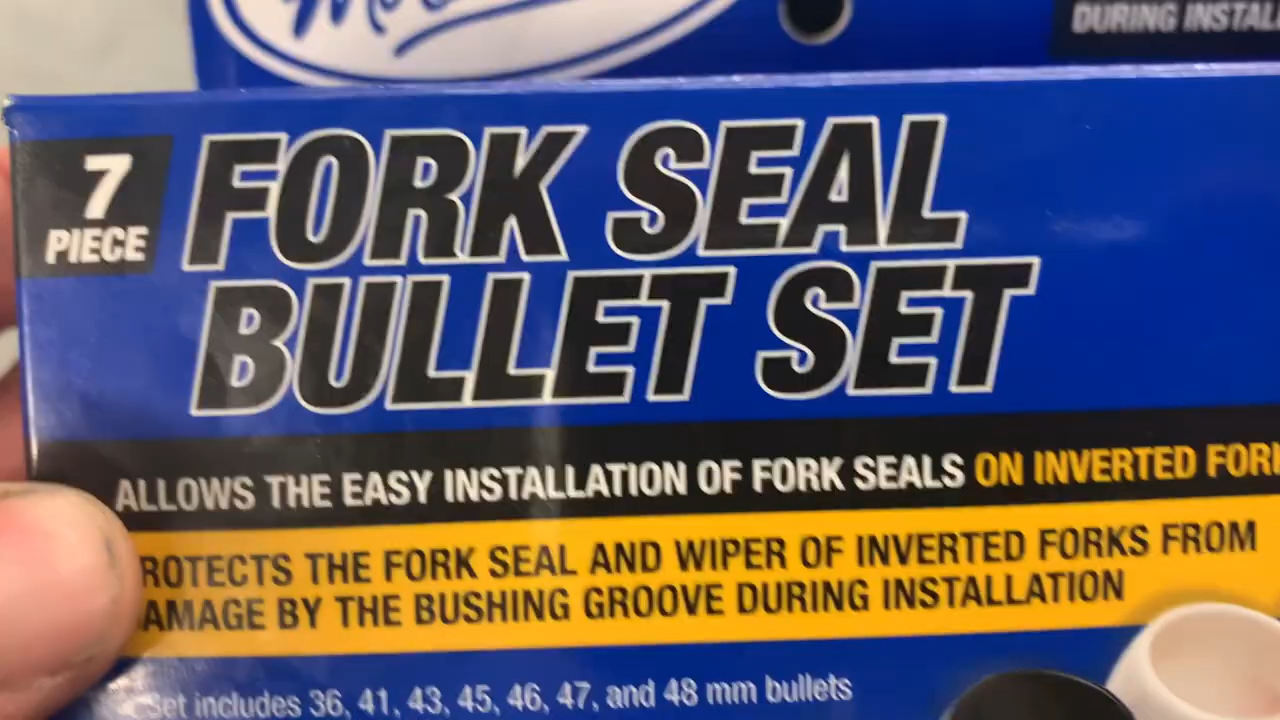 DURING INSTAL
7
PIECE
FORK SEAL
BULLET SET
ALLOWS THE EASY INSTALLATION OF FORK SEALS ON INVERTED FOR
ROTECTS THE FORK SEAL AND WIPER OF INVERTED FORKS FROM
AMAGE BY THE BUSHING GROOVE DURING INSTALLATION
Set includes 36, 41, 43, 45, 46, 47, and 48 mm bullets